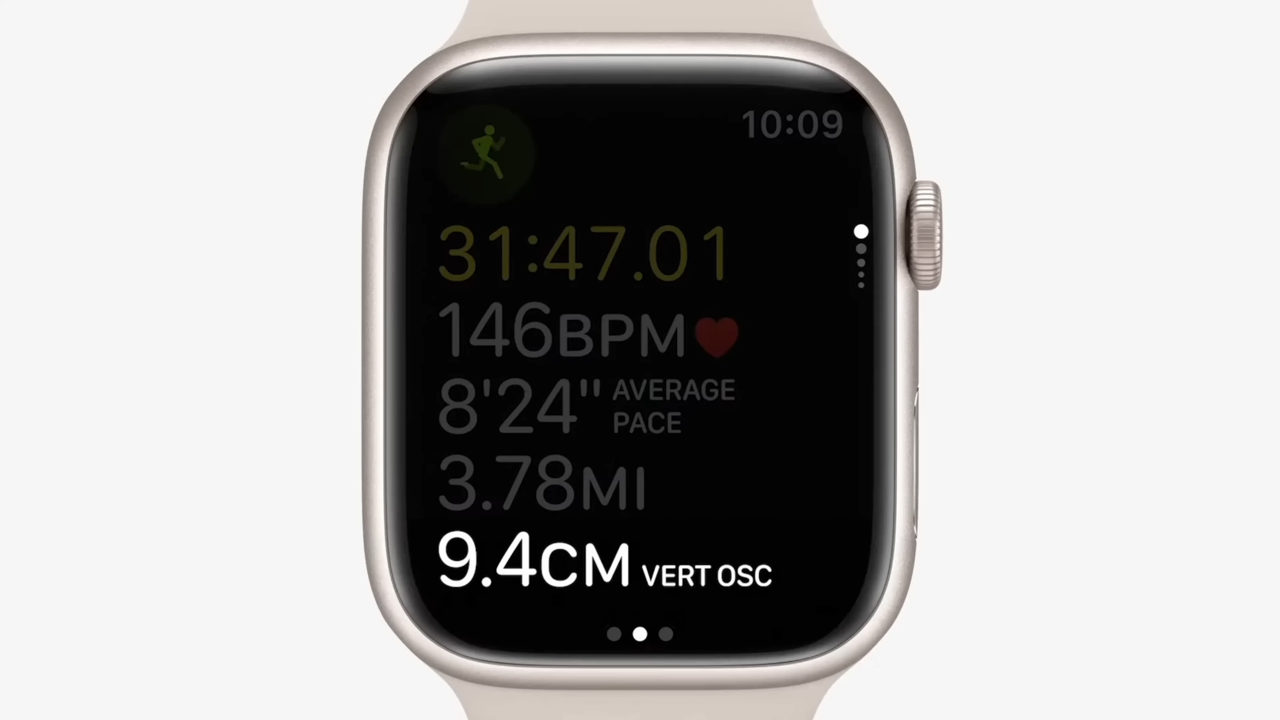 10:09
31:47.01
146BPM
8'24" AVERAGE
PACE
3.78MI
9.4CM VERT OSC